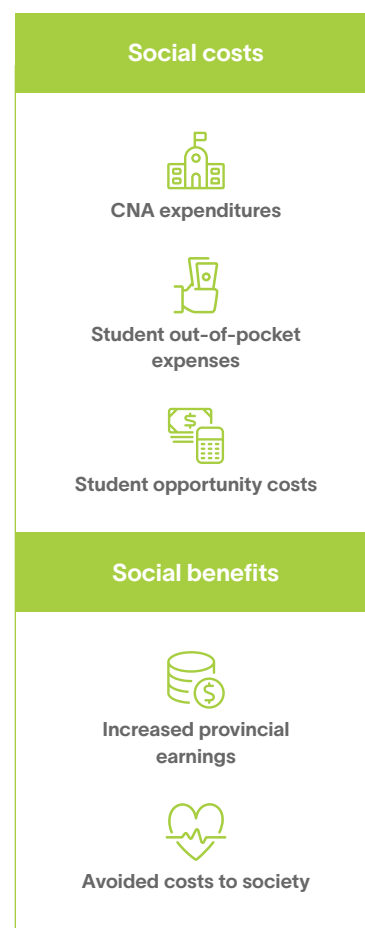 Social costs
CNA expenditures
Student out-of-pocket
expenses
Student opportunity costs
Social benefits
Increased provincial
earnings
Avoided costs to society